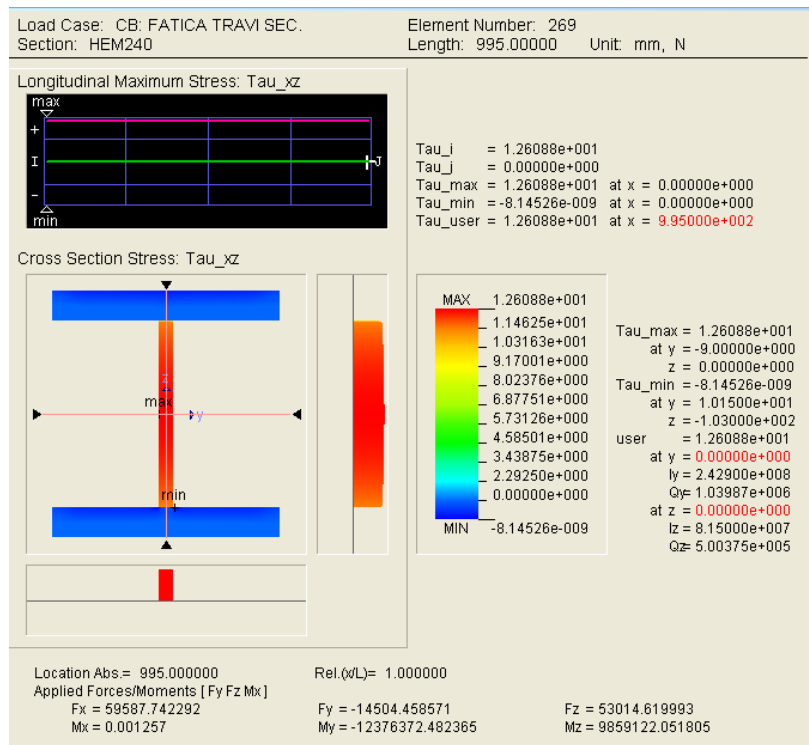 Load Case: CB: FATICA TRAVI SEC. Element Number: 269
Section: HEM240 Length: 995.00000 Unit: mm, N
Longitudinal Maximum Stress: Tau_xz
max
+
I J
-
min
Tau_i = 1.26088e+001
Tau_j = 0.00000e+000
Tau_max = 1.26088e+001 at x = 0.00000e+000
Tau_min = -8.14526e-009 at x = 0.00000e+000
Tau_user = 1.26088e+001 at x = 9.95000e+002
Cross Section Stress: Tau_xz
z
max
y
min
MAX 1.26088e+001
1.14625e+001
1.03163e+001
9.17001e+000
8.02376e+000
6.87751e+000
5.73126e+000
4.58501e+000
3.43875e+000
2.29250e+000
0.00000e+000
MIN -8.14526e-009
Tau_max = 1.26088e+001
at y = -9.00000e+000
z = 0.00000e+000
Tau_min = -8.14526e-009
at y = 1.01500e+001
z = -1.03000e+002
user = 1.26088e+001
at y = 0.00000e+000
Iy = 2.42900e+008
Qy= 1.03987e+006
at z = 0.00000e+000
Iz = 8.15000e+007
Qz= 5.00375e+005
Location Abs.= 995.000000 Rel.(x/L)= 1.000000
Applied Forces/Moments [ Fy Fz Mx ]
Fx = 59587.742292 Fy = -14504.458571 Fz = 53014.619993
Mx = 0.001257 My = -12376372.482365 Mz = 9859122.051805